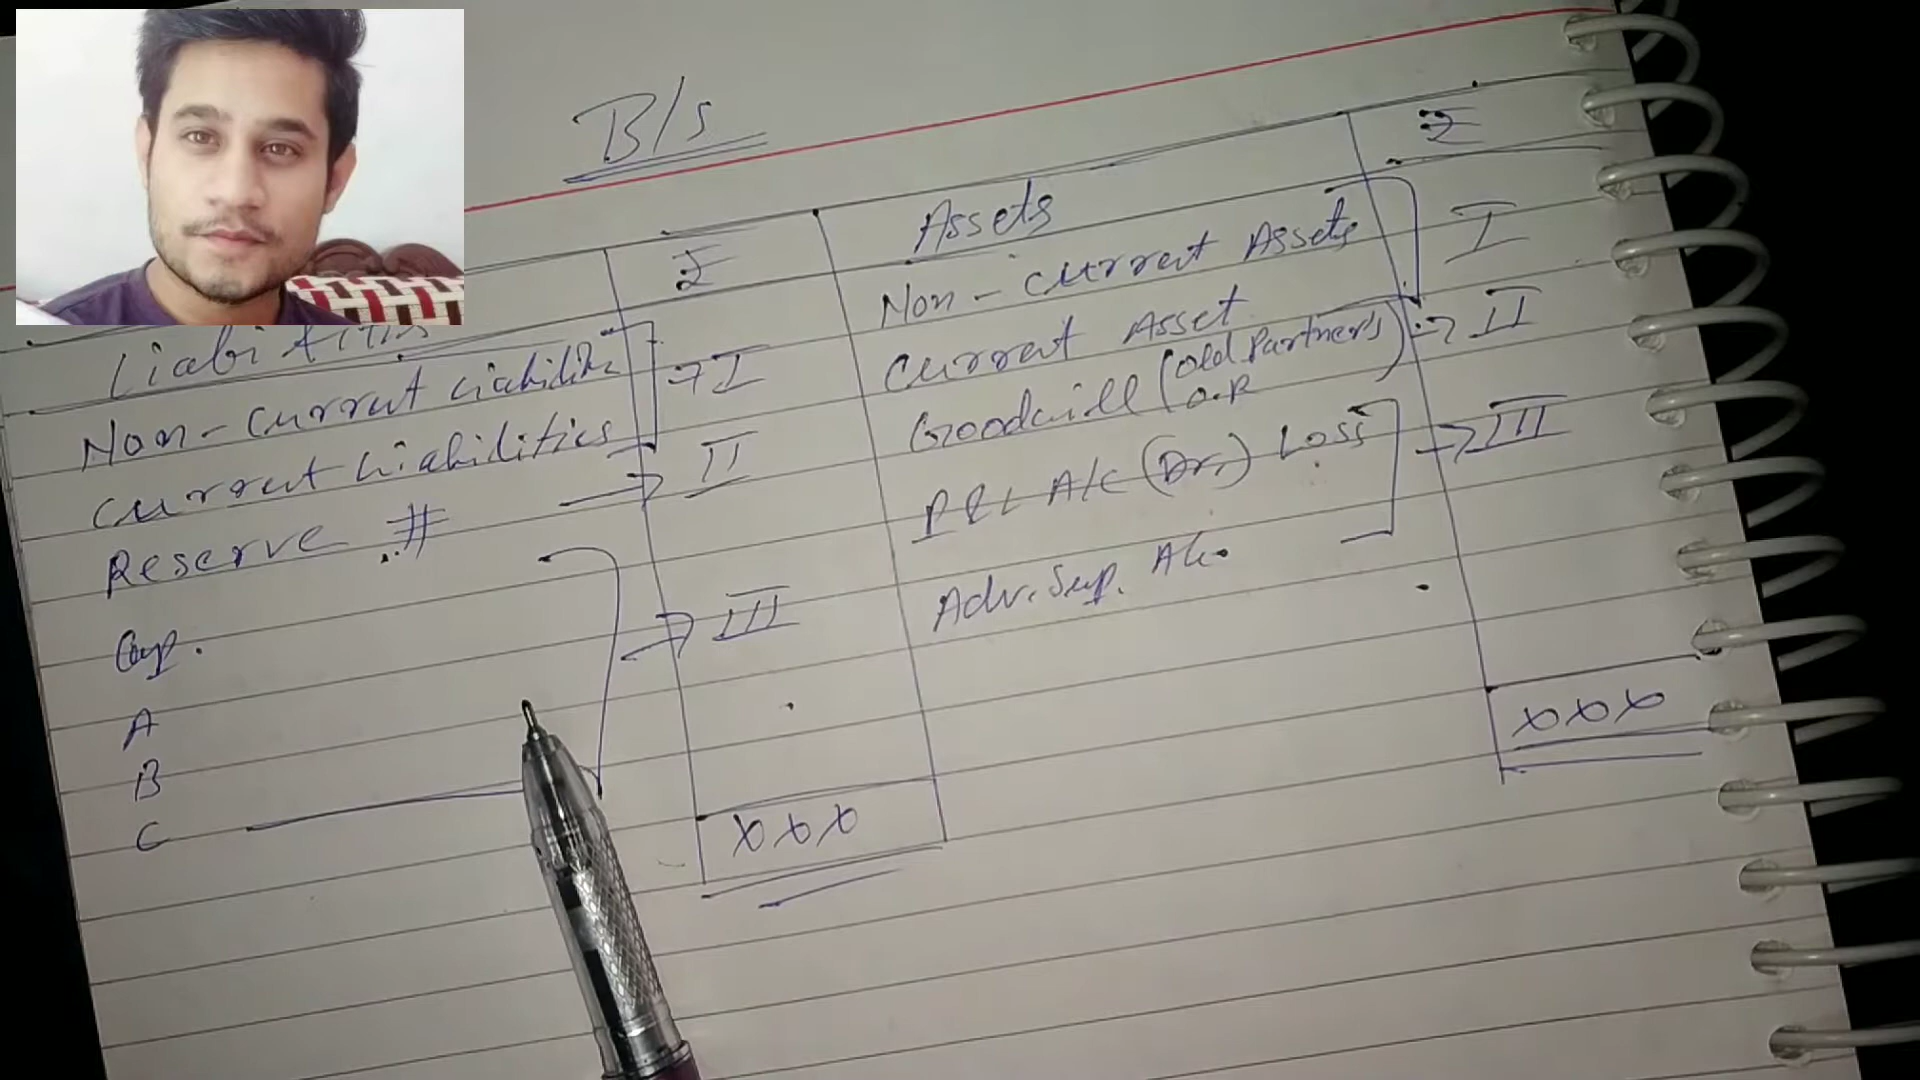 B/s
Liabilities ₹
Non-current liabilities → I
current liabilities
Reserve # → II
Cap. → III
A
B
C
xxx
Assets ₹
Non-current Assets I
current Asset
Goodwill (old Partner's → II
O.R)
P&L A/c (Dr.) Loss → III
Adv. Sup. A/c.
xxx